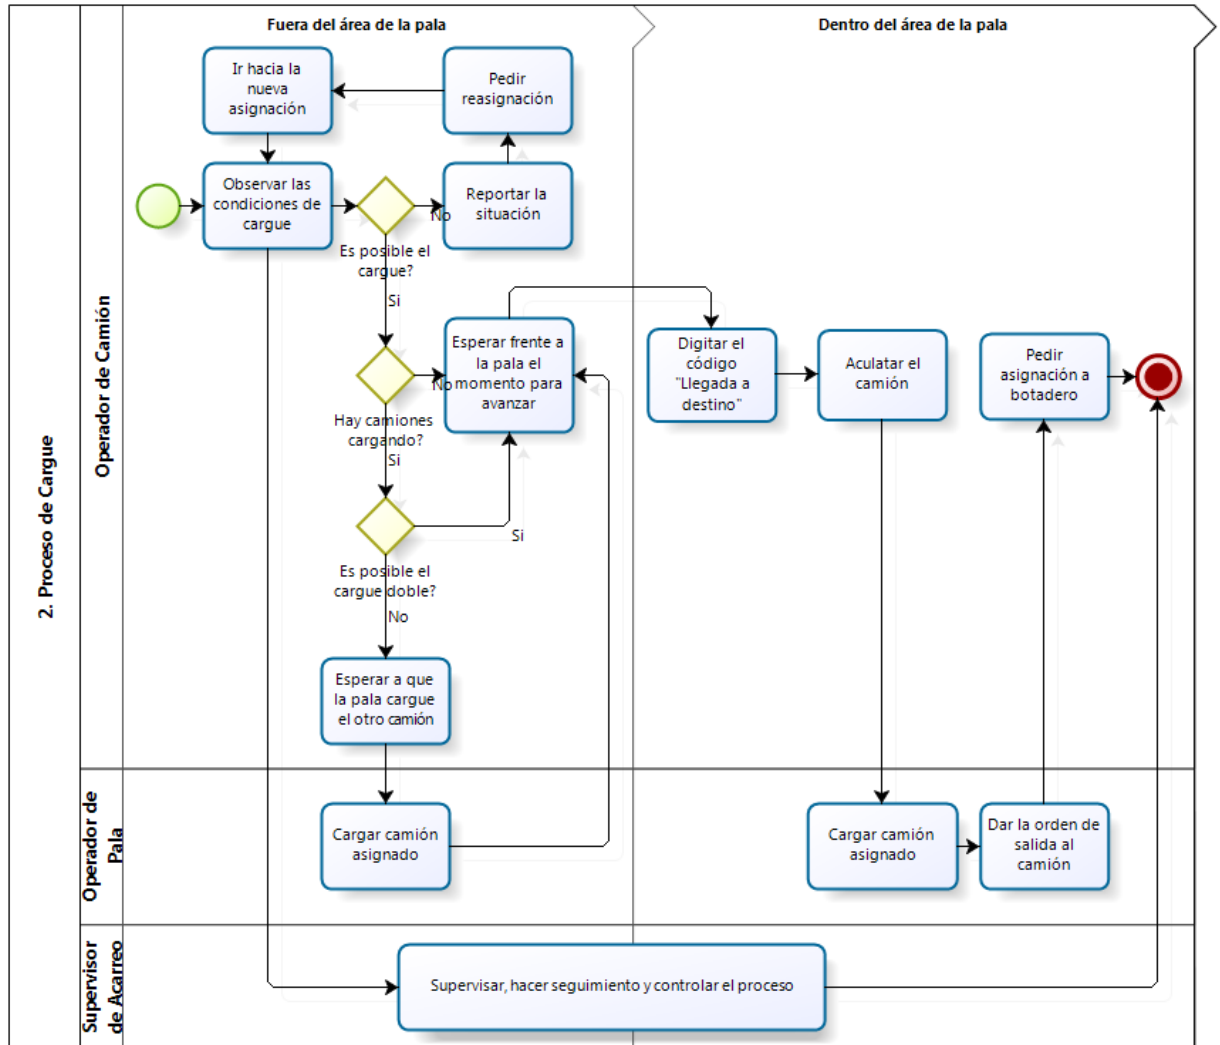 Fuera del área de la pala
Dentro del área de la pala
2. Proceso de Cargue
Operador de Camión
Ir hacia la
nueva
asignación
Pedir
reasignación
Observar las
condiciones de
cargue
Es posible el
cargue?
No
Reportar la
situación
Si
Hay camiones
cargando?
No
Esperar frente a
la pala el
momento para
avanzar
Si
Es posible el
cargue doble?
Si
No
Esperar a que
la pala cargue
el otro camión
Digitar el
código
"Llegada a
destino"
Aculatar el
camión
Pedir
asignación a
botadero
Operador de
Pala
Cargar camión
asignado
Cargar camión
asignado
Dar la orden de
salida al
camión
Supervisor
de Acarreo
Supervisar, hacer seguimiento y controlar el proceso